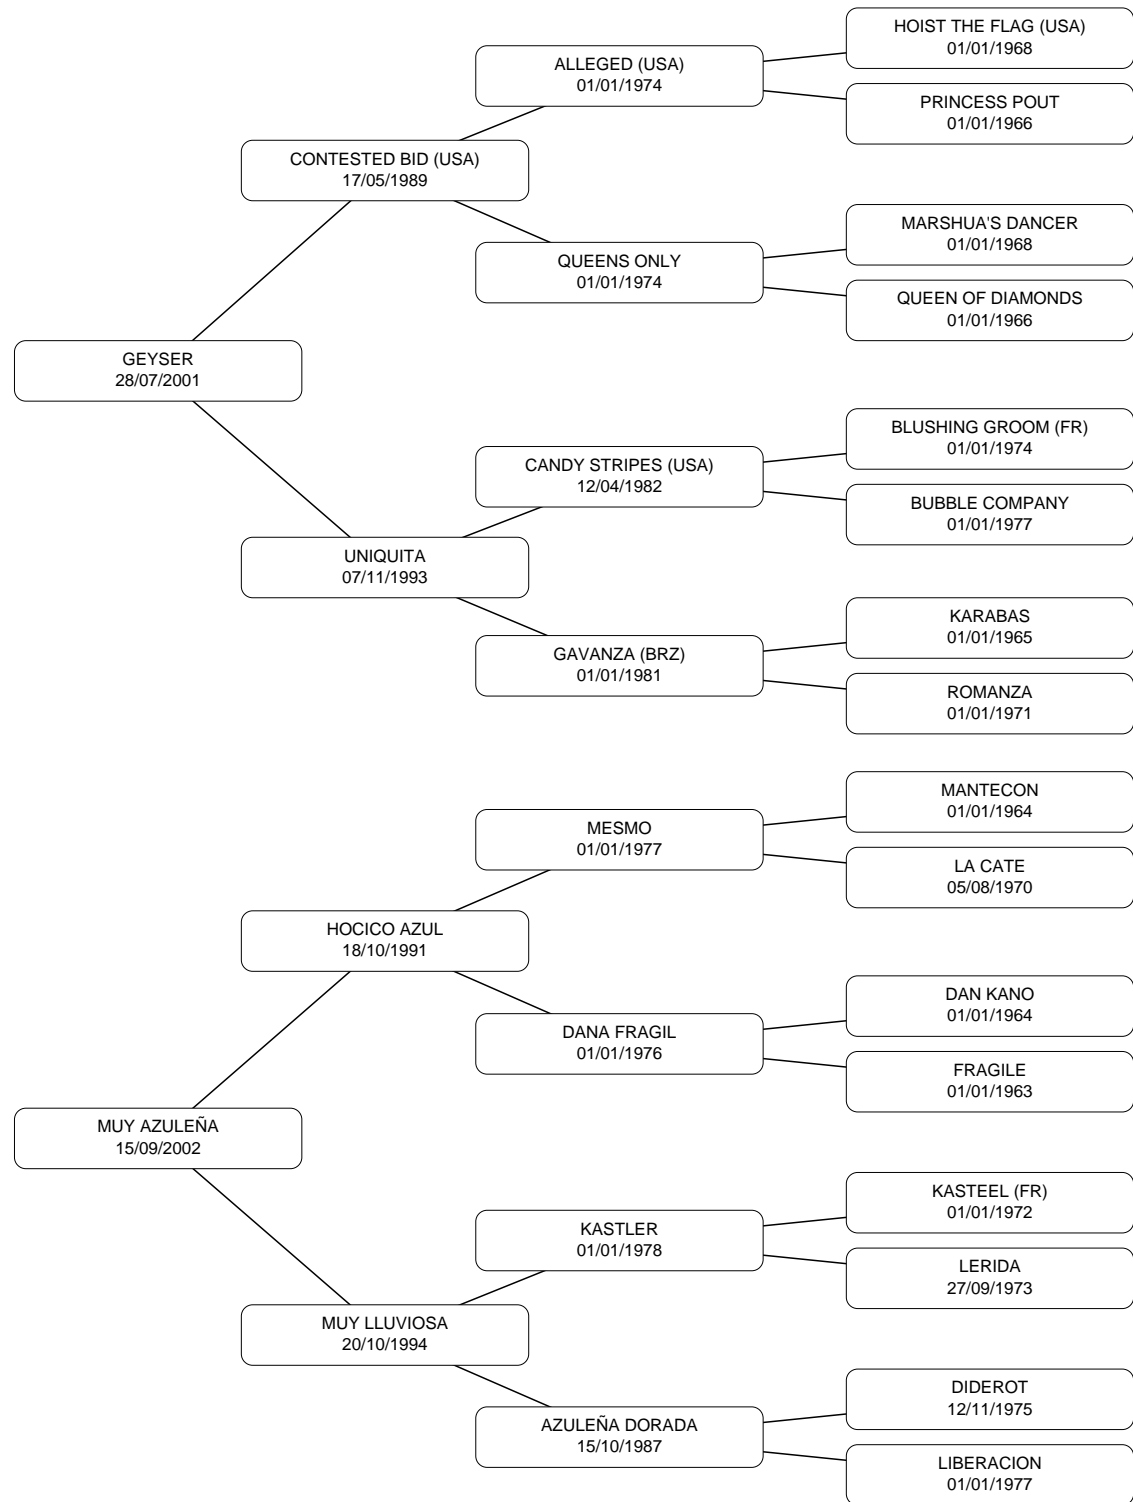 HOIST THE FLAG (USA)
01/01/1968
ALLEGED (USA)
01/01/1974
PRINCESS POUT
01/01/1966
CONTESTED BID (USA)
17/05/1989
MARSHUA'S DANCER
01/01/1968
QUEENS ONLY
01/01/1974
QUEEN OF DIAMONDS
01/01/1966
GEYSER
28/07/2001
BLUSHING GROOM (FR)
01/01/1974
CANDY STRIPES (USA)
12/04/1982
BUBBLE COMPANY
01/01/1977
UNIQUITA
07/11/1993
KARABAS
01/01/1965
GAVANZA (BRZ)
01/01/1981
ROMANZA
01/01/1971
MANTECON
01/01/1964
MESMO
01/01/1977
LA CATE
05/08/1970
HOCICO AZUL
18/10/1991
DAN KANO
01/01/1964
DANA FRAGIL
01/01/1976
FRAGILE
01/01/1963
MUY AZULEÑA
15/09/2002
KASTEEL (FR)
01/01/1972
KASTLER
01/01/1978
LERIDA
27/09/1973
MUY LLUVIOSA
20/10/1994
DIDEROT
12/11/1975
AZULEÑA DORADA
15/10/1987
LIBERACION
01/01/1977